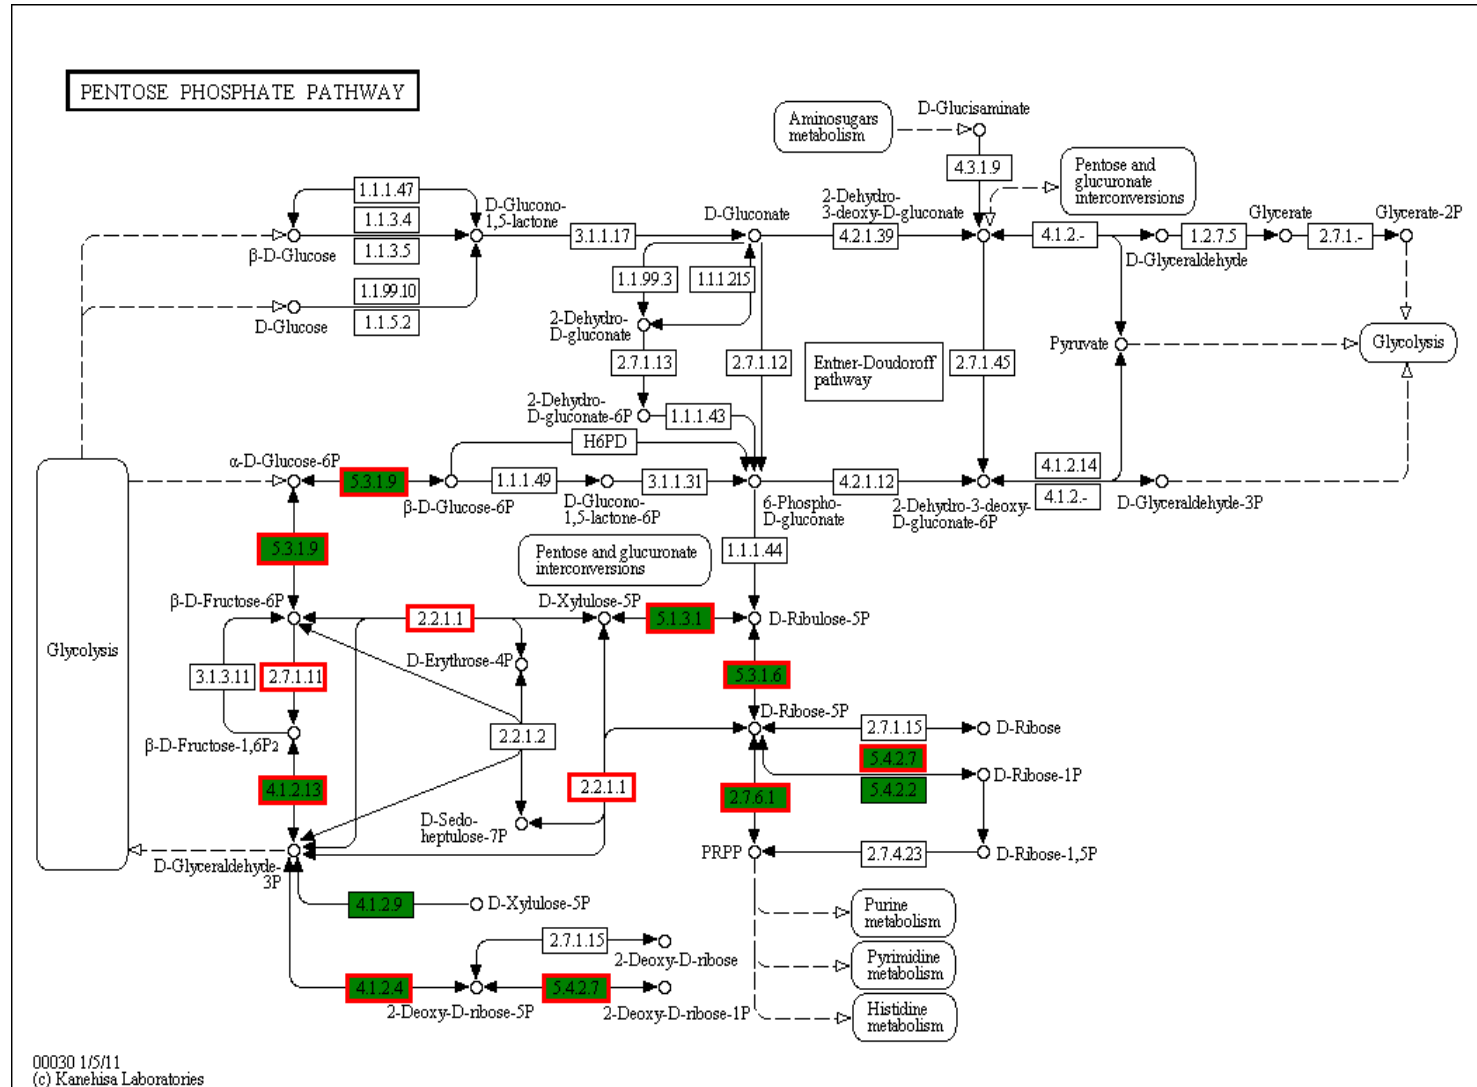 PENTOSE PHOSPHATE PATHWAY
D-Glucisaminate
Aminosugars
metabolism
4.3.1.9
Pentose and
glucuronate
interconversions
1.1.1.47
D-Glucono-
1,5-lactone
1.1.3.4
β-D-Glucose
1.1.3.5
3.1.1.17
D-Gluconate
2-Dehydro-
3-deoxy-D-gluconate
4.2.1.39
4.1.2.-
D-Glyceraldehyde
1.2.7.5
Glycerate
2.7.1.-
Glycerate-2P
1.1.99.10
D-Glucose
1.1.5.2
1.1.99.3
1.1.1.215
2-Dehydro-
D-gluconate
2.7.1.13
2.7.1.12
Entner-Doudoroff
pathway
2.7.1.45
Pyruvate
Glycolysis
2-Dehydro-
D-gluconate-6P
1.1.1.43
H6PD
α-D-Glucose-6P
5.3.1.9
β-D-Glucose-6P
1.1.1.49
D-Glucono-
1,5-lactone-6P
3.1.1.31
6-Phospho-
D-gluconate
4.2.1.12
2-Dehydro-3-deoxy-
D-gluconate-6P
4.1.2.14
4.1.2.-
D-Glyceraldehyde-3P
5.3.1.9
Pentose and glucuronate
interconversions
1.1.1.44
β-D-Fructose-6P
2.2.1.1
D-Xylulose-5P
5.1.3.1
D-Ribulose-5P
Glycolysis
3.1.3.11
2.7.1.11
D-Erythrose-4P
5.3.1.6
D-Ribose-5P
2.7.1.15
D-Ribose
β-D-Fructose-1,6P2
2.2.1.2
5.4.2.7
D-Ribose-1P
5.4.2.2
4.1.2.13
2.2.1.1
2.7.6.1
D-Sedo-
heptulose-7P
D-Glyceraldehyde-
3P
PRPP
2.7.4.23
D-Ribose-1,5P
4.1.2.9
D-Xylulose-5P
Purine
metabolism
2.7.1.15
2-Deoxy-D-ribose
Pyrimidine
metabolism
4.1.2.4
2-Deoxy-D-ribose-5P
5.4.2.7
2-Deoxy-D-ribose-1P
Histidine
metabolism
00030 1/5/11
(c) Kanehisa Laboratories